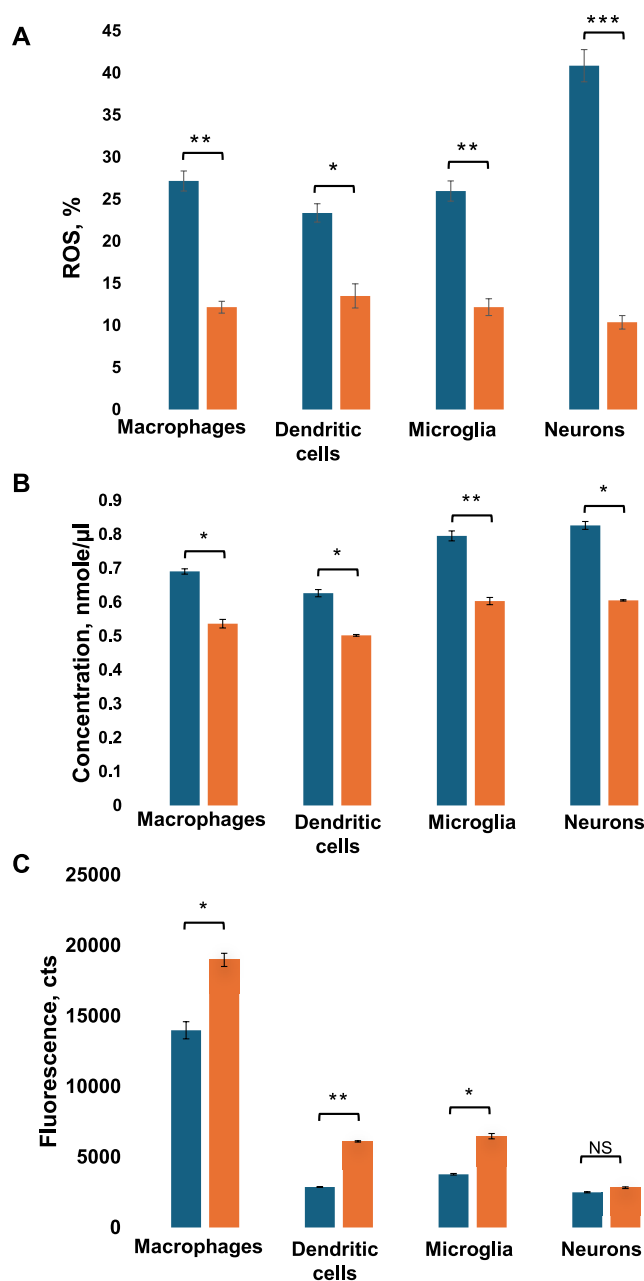 A
45
40
35
30
25
20
15
10
5
0
ROS, %
**
*
**
***
Macrophages
Dendritic
cells
Microglia
Neurons
B
0.9
0.8
0.7
0.6
0.5
0.4
0.3
0.2
0.1
0
Concentration, nmole/µl
*
*
**
*
Macrophages
Dendritic
cells
Microglia
Neurons
C
25000
20000
15000
10000
5000
0
Fluorescence, cts
*
**
*
NS
Macrophages
Dendritic
cells
Microglia
Neurons